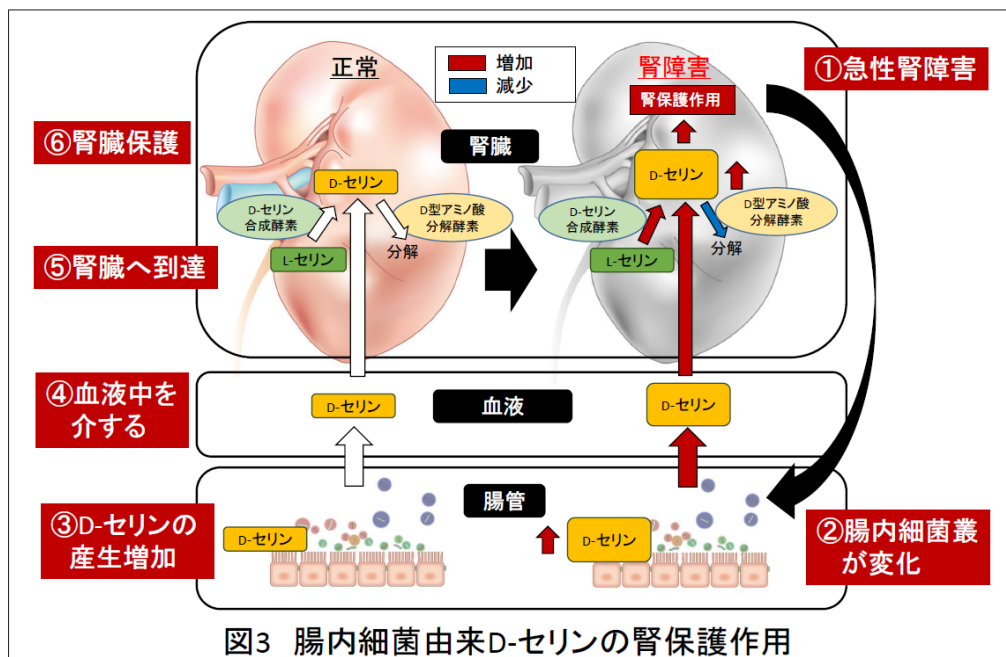 正常
増加
減少
腎障害
腎保護作用
①急性腎障害
⑥腎臓保護
腎臓
D-セリン
D-セリン
D-セリン
合成酵素
D型アミノ酸
分解酵素
D-セリン
合成酵素
D型アミノ酸
分解酵素
分解
分解
L-セリン
L-セリン
⑤腎臓へ到達
④血液中を
介する
D-セリン
血液
D-セリン
腸管
③D-セリンの
産生増加
D-セリン
D-セリン
②腸内細菌叢
が変化
図3 腸内細菌由来D-セリンの腎保護作用